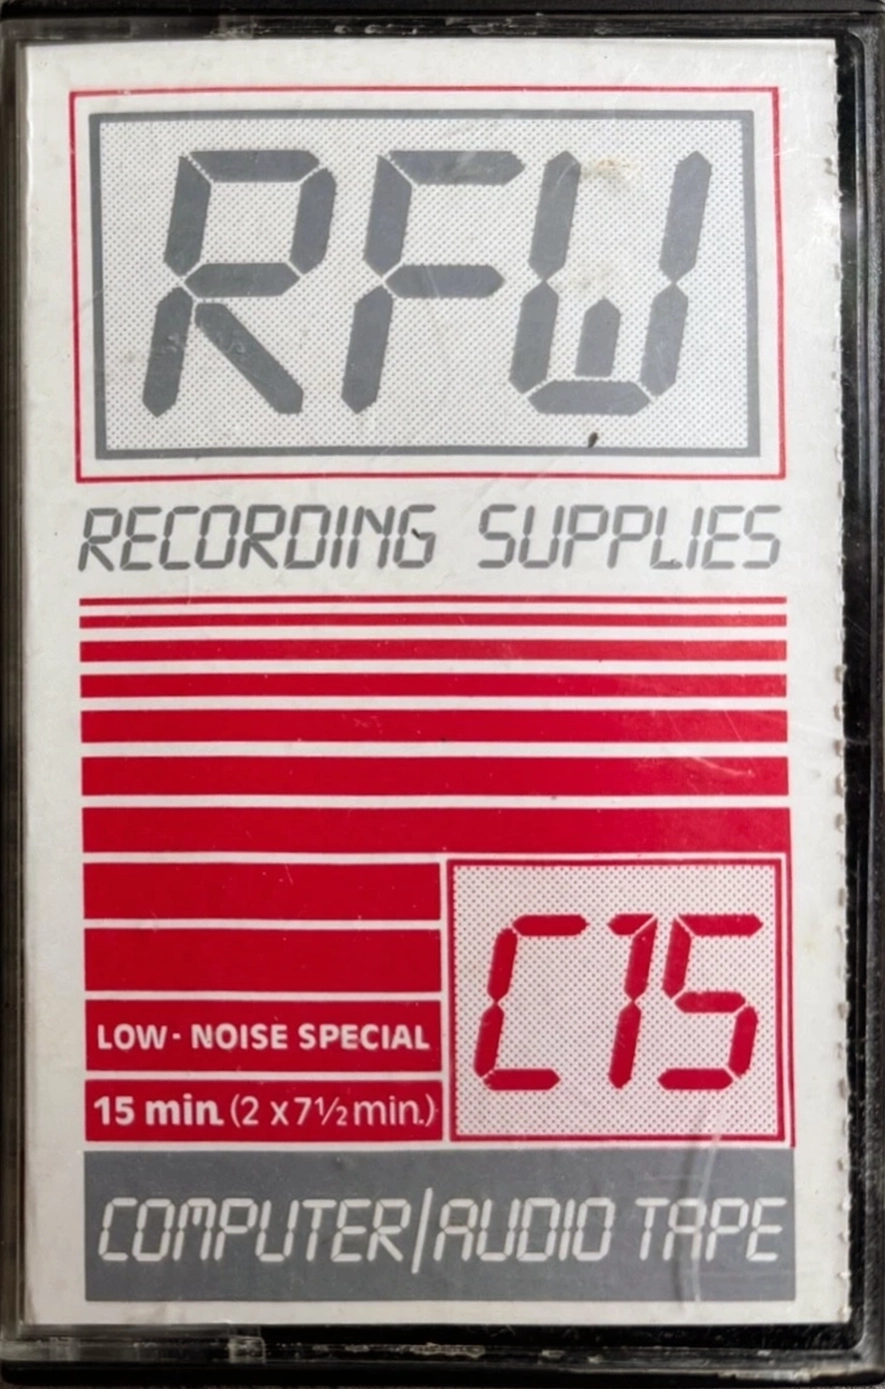 RFW
RECORDING SUPPLIES
C15
LOW-NOISE SPECIAL
15 min. (2 x 7½ min.)
COMPUTER/AUDIO TAPE